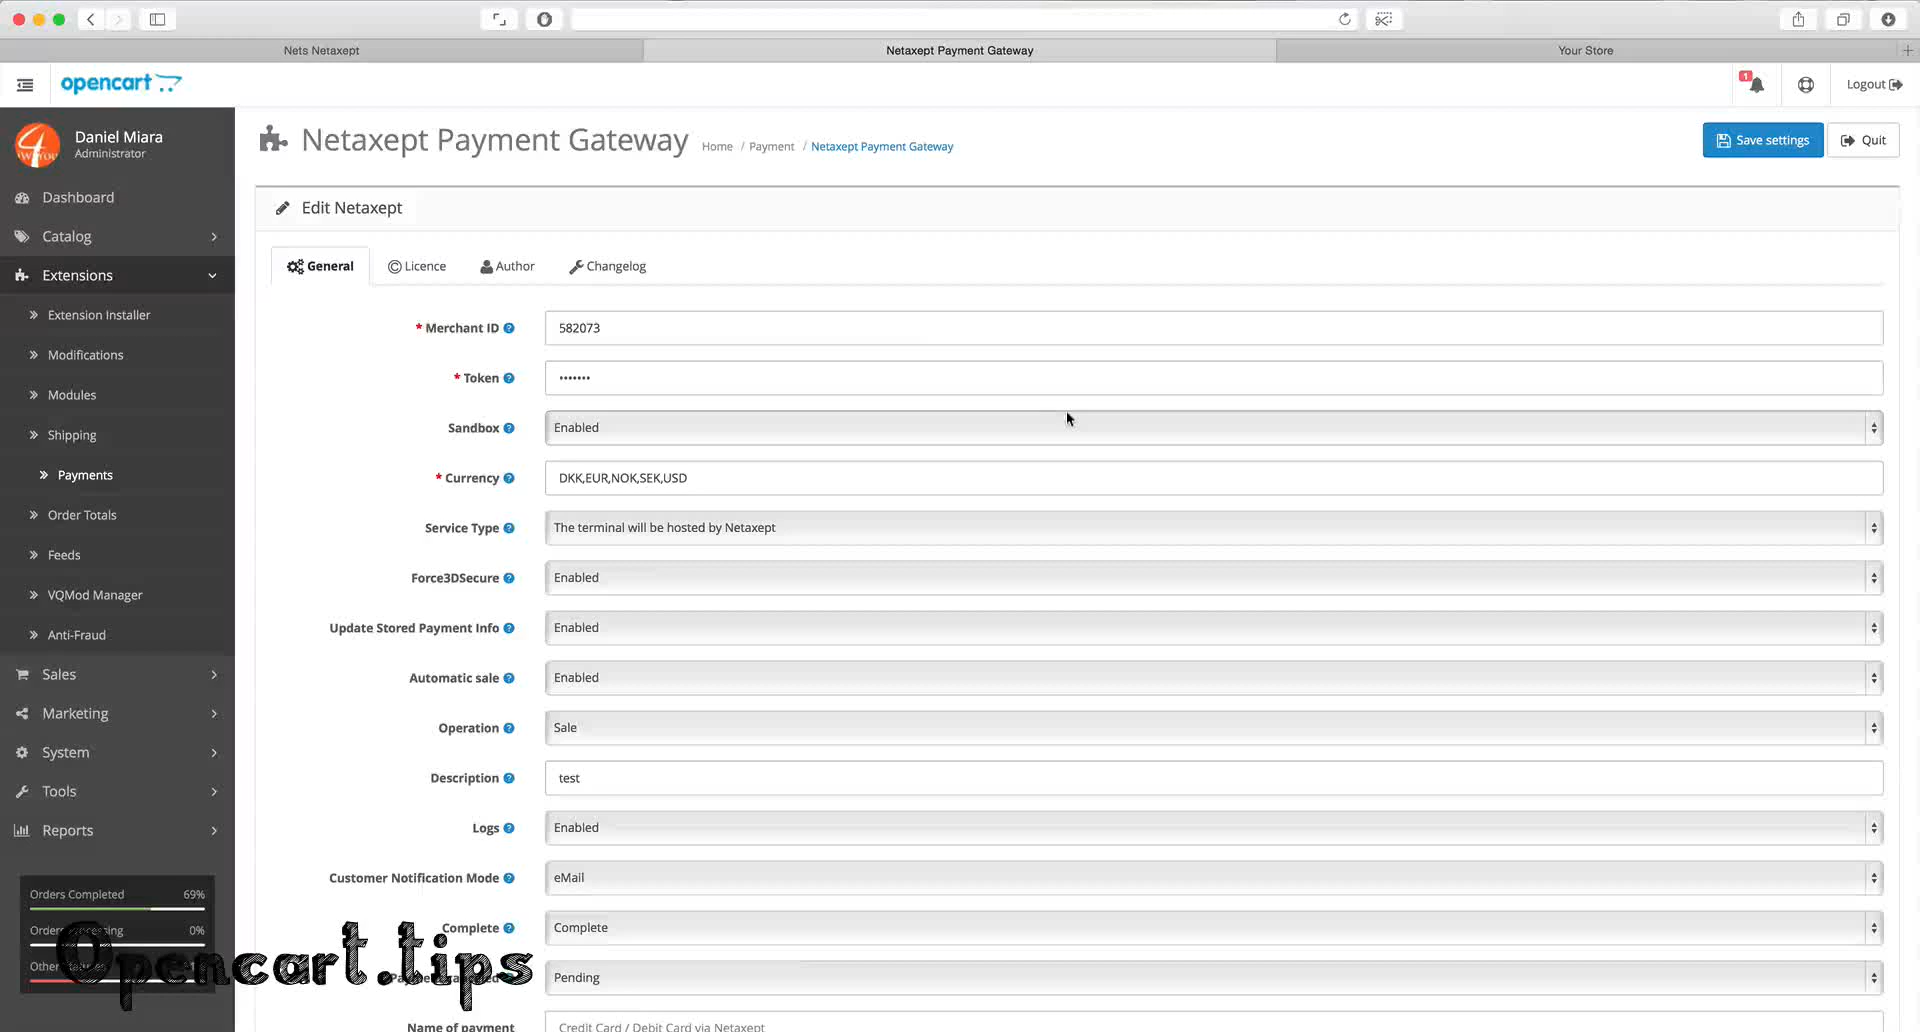 Nets Netaxept
Netaxept Payment Gateway
Your Store
opencart
1
Logout
Daniel Miara
Administrator
Netaxept Payment Gateway
Home / Payment / Netaxept Payment Gateway
Save settings
Quit
Dashboard
Catalog
Extensions
Extension Installer
Modifications
Modules
Shipping
Payments
Order Totals
Feeds
VQMod Manager
Anti-Fraud
Sales
Marketing
System
Tools
Reports
Orders Completed 69%
0%
Other
Opencart.tips
Edit Netaxept
General
Licence
Author
Changelog
* Merchant ID 582073
* Token •••••••
Sandbox Enabled
* Currency DKK,EUR,NOK,SEK,USD
Service Type The terminal will be hosted by Netaxept
Force3DSecure Enabled
Update Stored Payment Info Enabled
Automatic sale Enabled
Operation Sale
Description test
Logs Enabled
Customer Notification Mode eMail
Complete Complete
Pending
Name of payment Credit Card / Debit Card via Netaxept